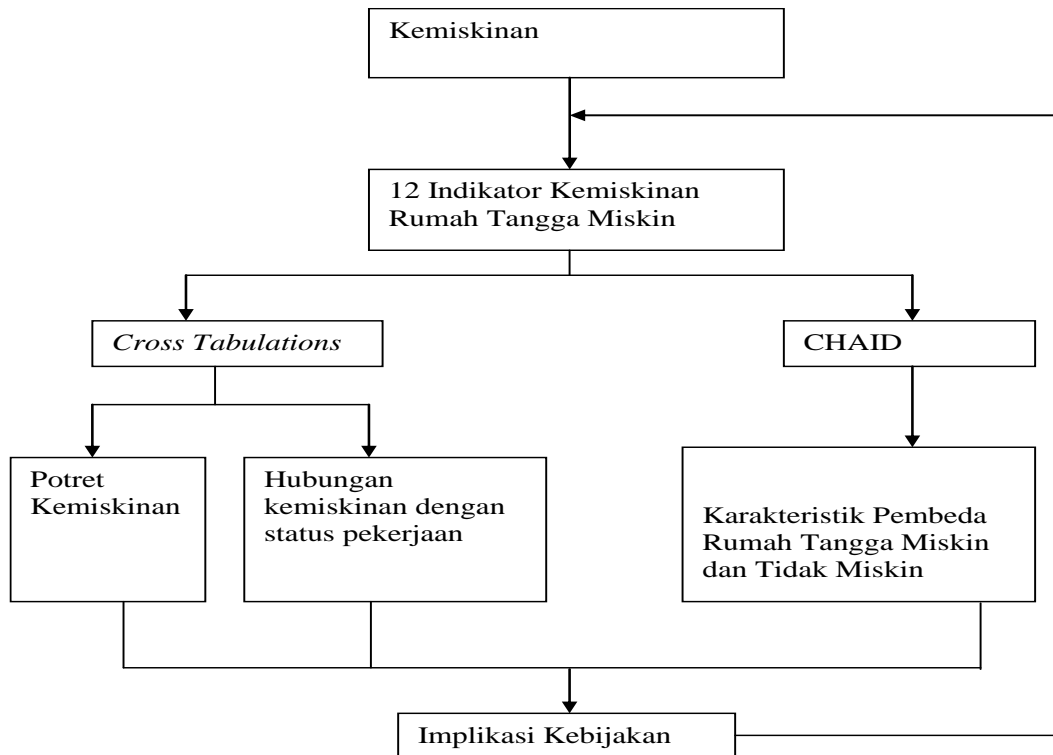 Kemiskinan
12 Indikator Kemiskinan
Rumah Tangga Miskin
Cross Tabulations
CHAID
Potret
Kemiskinan
Hubungan
kemiskinan dengan
status pekerjaan
Karakteristik Pembeda
Rumah Tangga Miskin
dan Tidak Miskin
Implikasi Kebijakan